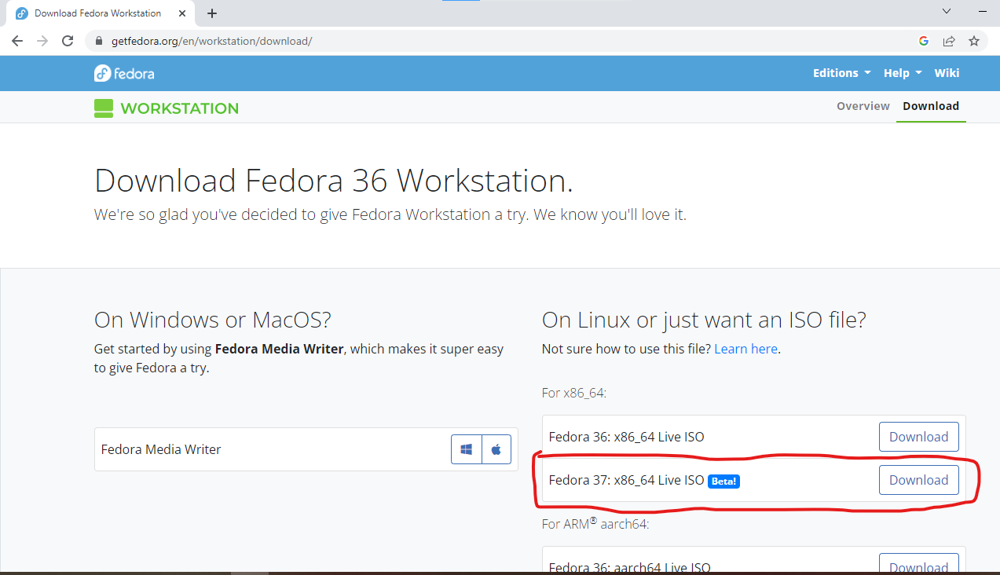 Download Fedora Workstation
getfedora.org/en/workstation/download/
fedora
Editions
Help
Wiki
WORKSTATION
Overview
Download
Download Fedora 36 Workstation.
We're so glad you've decided to give Fedora Workstation a try. We know you'll love it.
On Windows or MacOS?
Get started by using Fedora Media Writer, which makes it super easy
to give Fedora a try.
Fedora Media Writer
On Linux or just want an ISO file?
Not sure how to use this file? Learn here.
For x86_64:
Fedora 36: x86_64 Live ISO
Download
Fedora 37: x86_64 Live ISO Beta!
Download
For ARM® aarch64:
Fedora 36: aarch64 Live ISO
Download